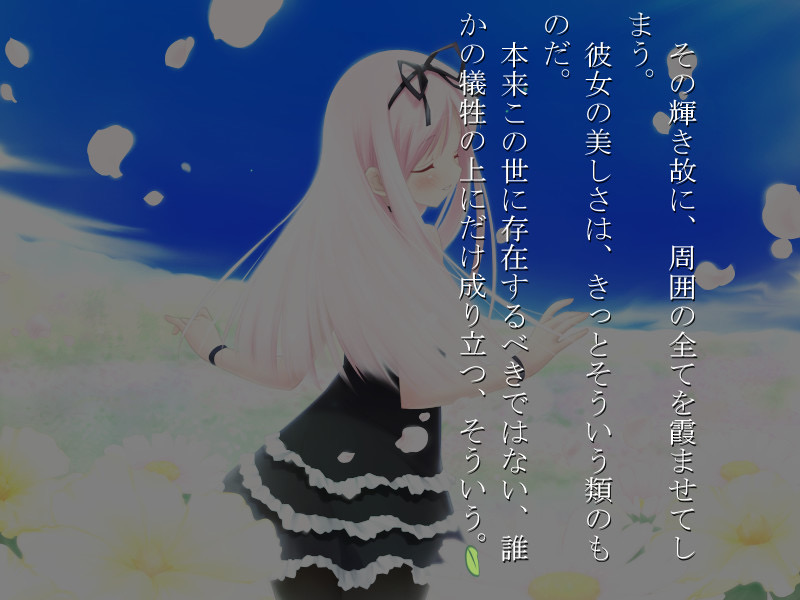 その輝き故に、周囲の全てを霞ませてし
まう。
彼女の美しさは、きっとそういう類のも
のだ。
本来この世に存在するべきではない、誰
かの犠牲の上にだけ成り立つ、そういう。